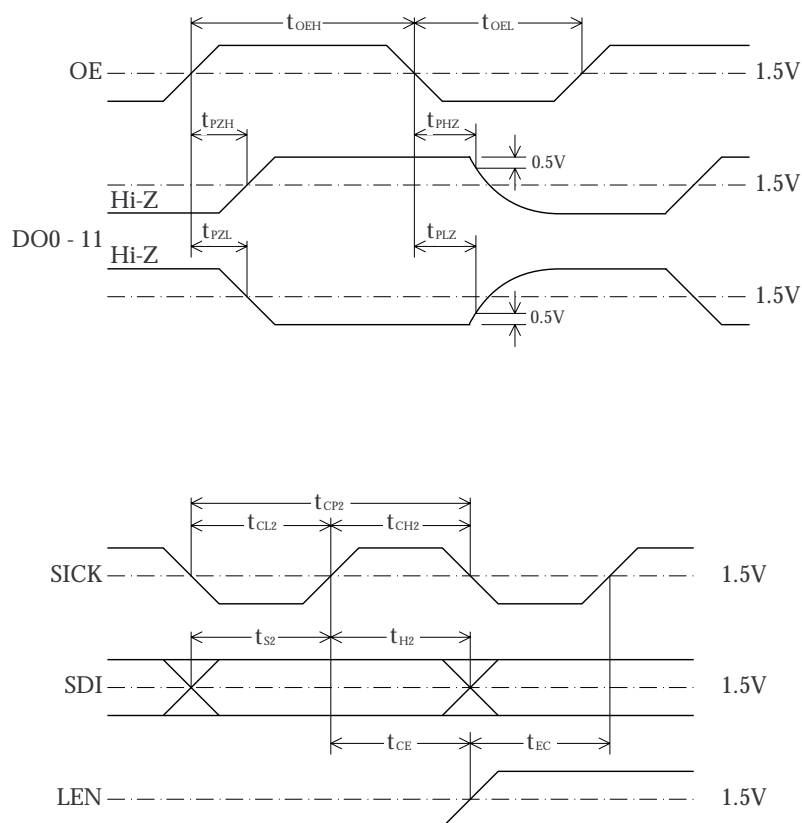 tOEH tOEL
OE 1.5V
tPZH tPHZ
0.5V
Hi-Z 1.5V
DO0 - 11
tPZL tPLZ
Hi-Z
1.5V
0.5V
tCP2
tCL2 tCH2
SICK 1.5V
tS2 tH2
SDI 1.5V
tCE tEC
LEN 1.5V